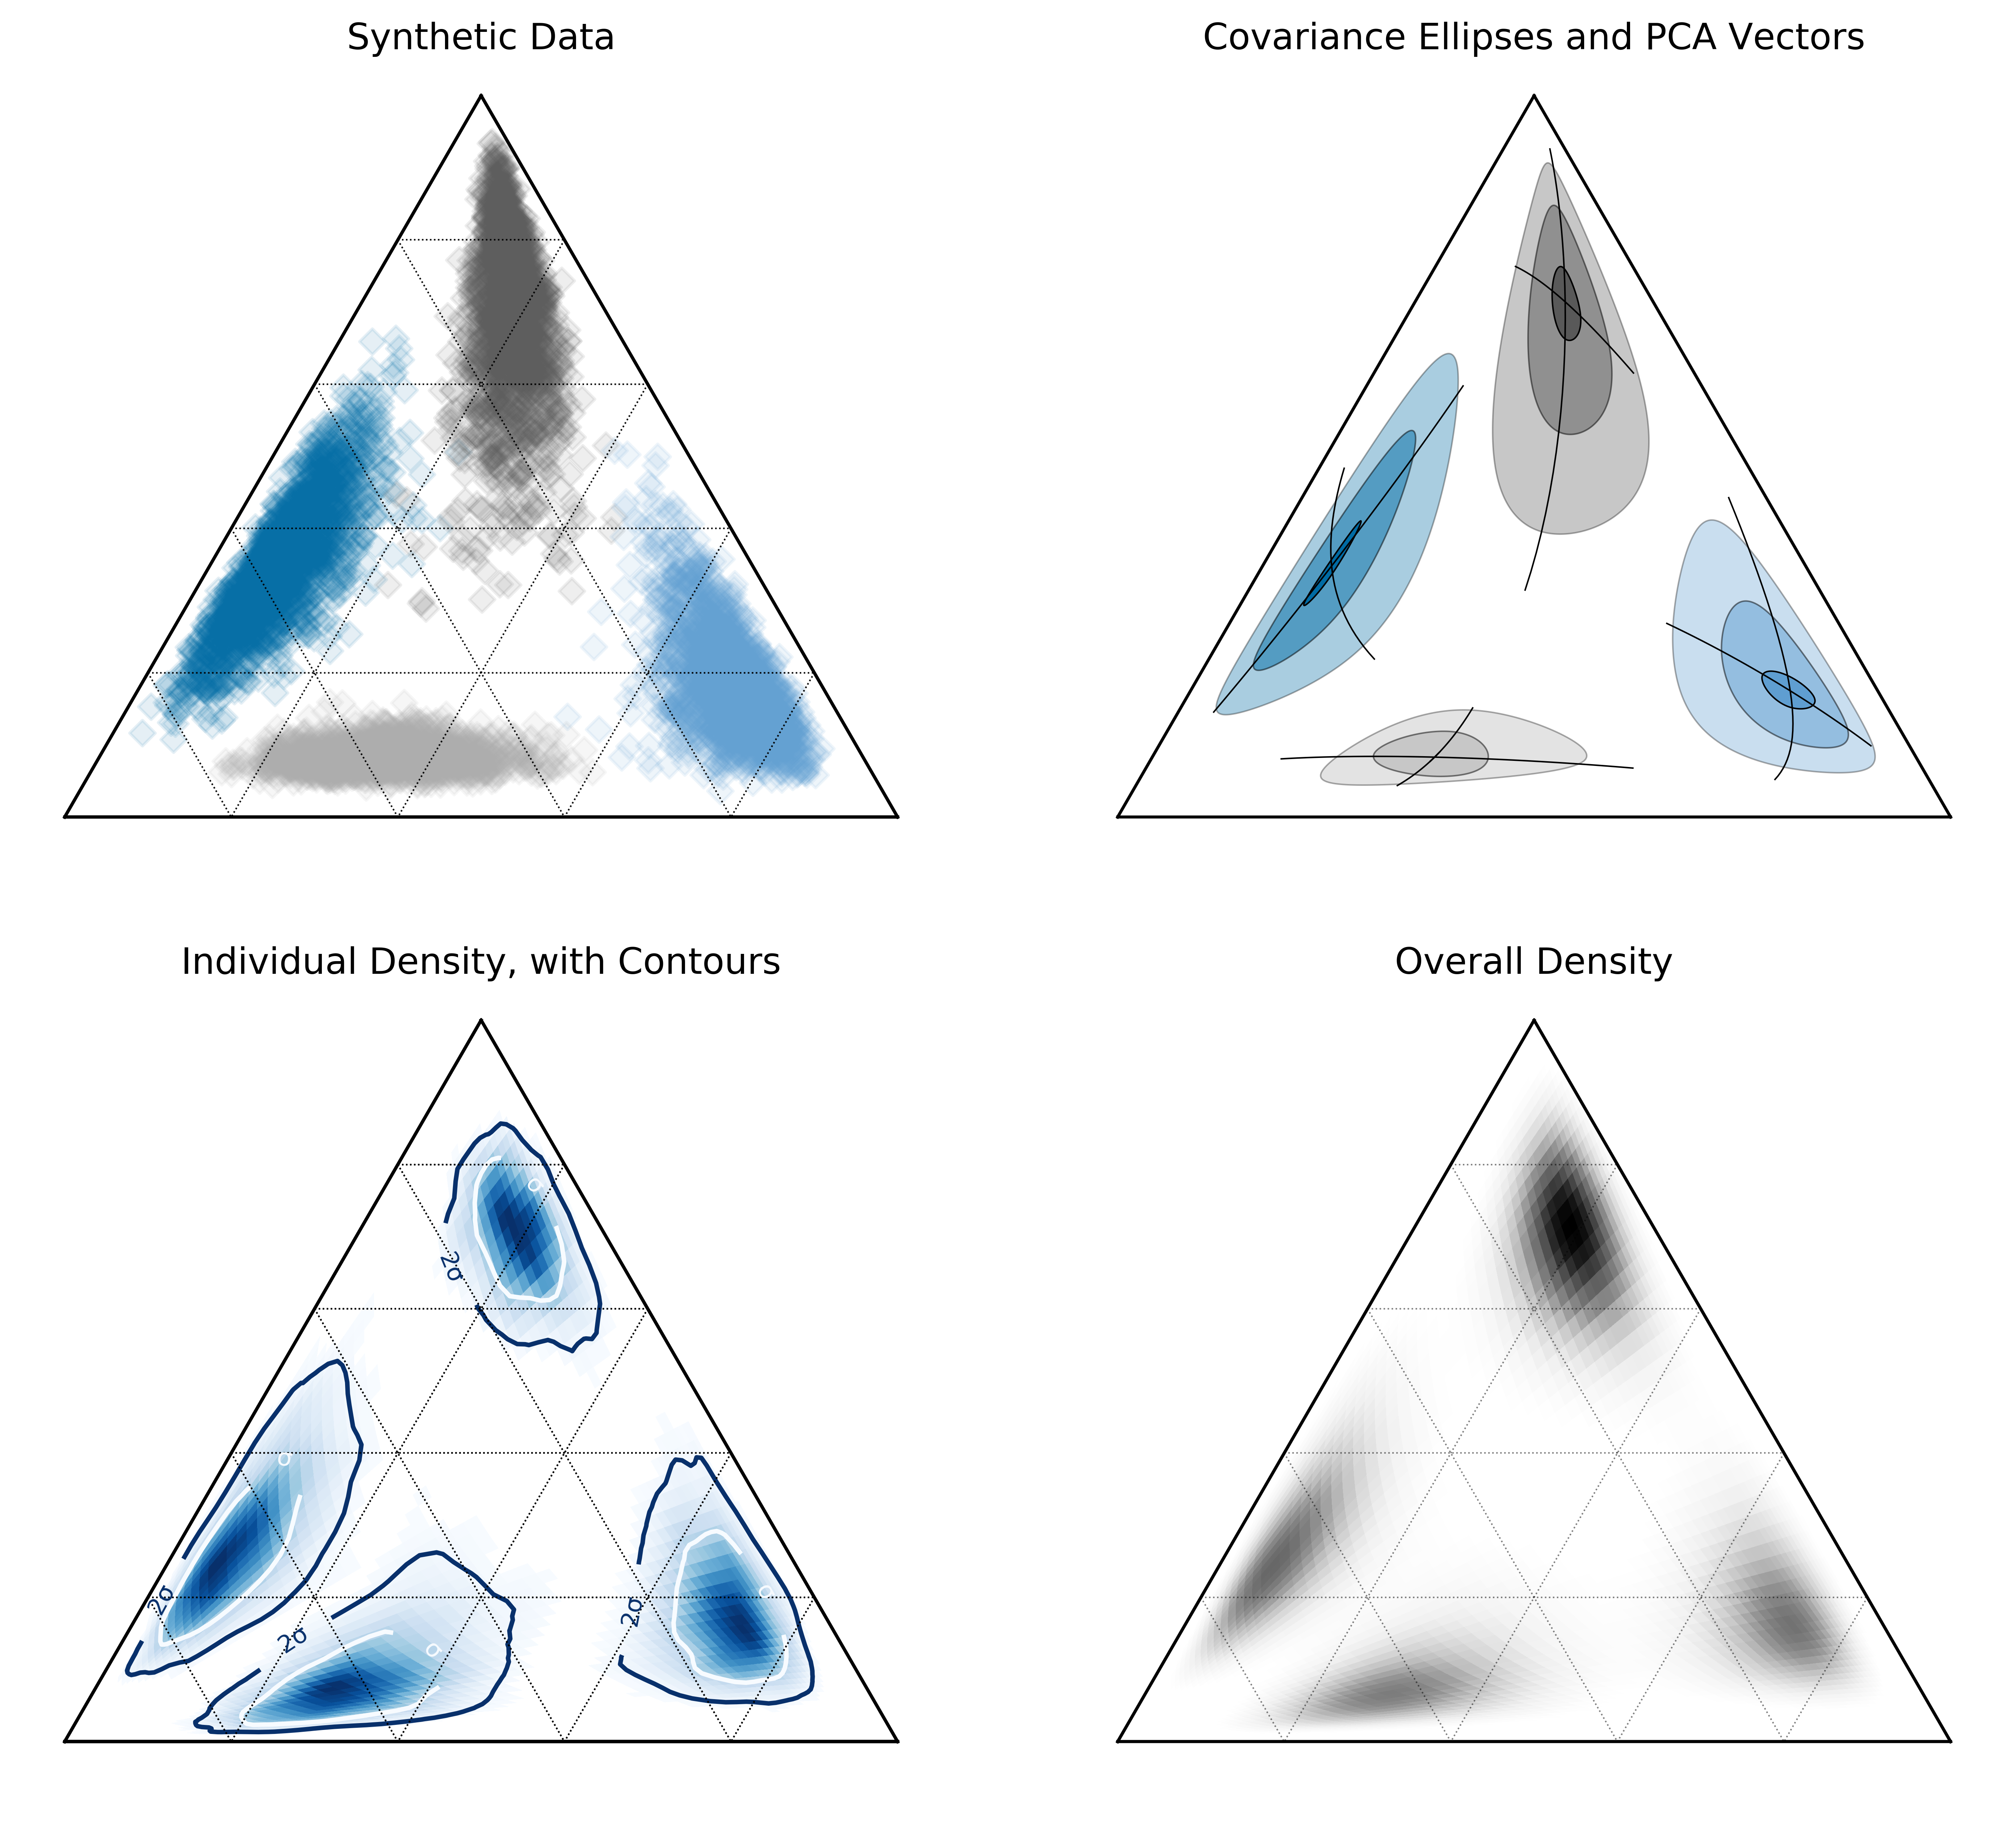 Synthetic Data
Covariance Ellipses and PCA Vectors
Individual Density, with Contours
Overall Density
σ
2σ
σ
2σ
2σ
σ
2σ
σ